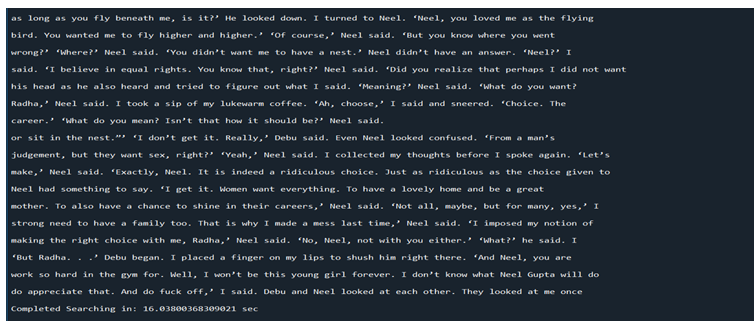 as long as you fly beneath me, is it?’ He looked down. I turned to Neel. ‘Neel, you loved me as the flying
bird. You wanted me to fly higher and higher.’ ‘Of course,’ Neel said. ‘But you know where you went
wrong?’ ‘Where?’ Neel said. ‘You didn’t want me to have a nest.’ Neel didn’t have an answer. ‘Neel?’ I
said. ‘I believe in equal rights. You know that, right?’ Neel said. ‘Did you realize that perhaps I did not want
his head as he also heard and tried to figure out what I said. ‘Meaning?’ Neel said. ‘What do you want?
Radha,’ Neel said. I took a sip of my lukewarm coffee. ‘Ah, choose,’ I said and sneered. ‘Choice. The
career.’ ‘What do you mean? Isn’t that how it should be?’ Neel said.
or sit in the nest.”’ ‘I don’t get it. Really,’ Debu said. Even Neel looked confused. ‘From a man’s
judgement, but they want sex, right?’ ‘Yeah,’ Neel said. I collected my thoughts before I spoke again. ‘Let’s
make,’ Neel said. ‘Exactly, Neel. It is indeed a ridiculous choice. Just as ridiculous as the choice given to
Neel had something to say. ‘I get it. Women want everything. To have a lovely home and be a great
mother. To also have a chance to shine in their careers,’ Neel said. ‘Not all, maybe, but for many, yes,’ I
strong need to have a family too. That is why I made a mess last time,’ Neel said. ‘I imposed my notion of
making the right choice with me, Radha,’ Neel said. ‘No, Neel, not with you either.’ ‘What?’ he said. I
‘But Radha. . .’ Debu began. I placed a finger on my lips to shush him right there. ‘And Neel, you are
work so hard in the gym for. Well, I won’t be this young girl forever. I don’t know what Neel Gupta will do
do appreciate that. And do fuck off,’ I said. Debu and Neel looked at each other. They looked at me once
Completed Searching in: 16.03800368309021 sec